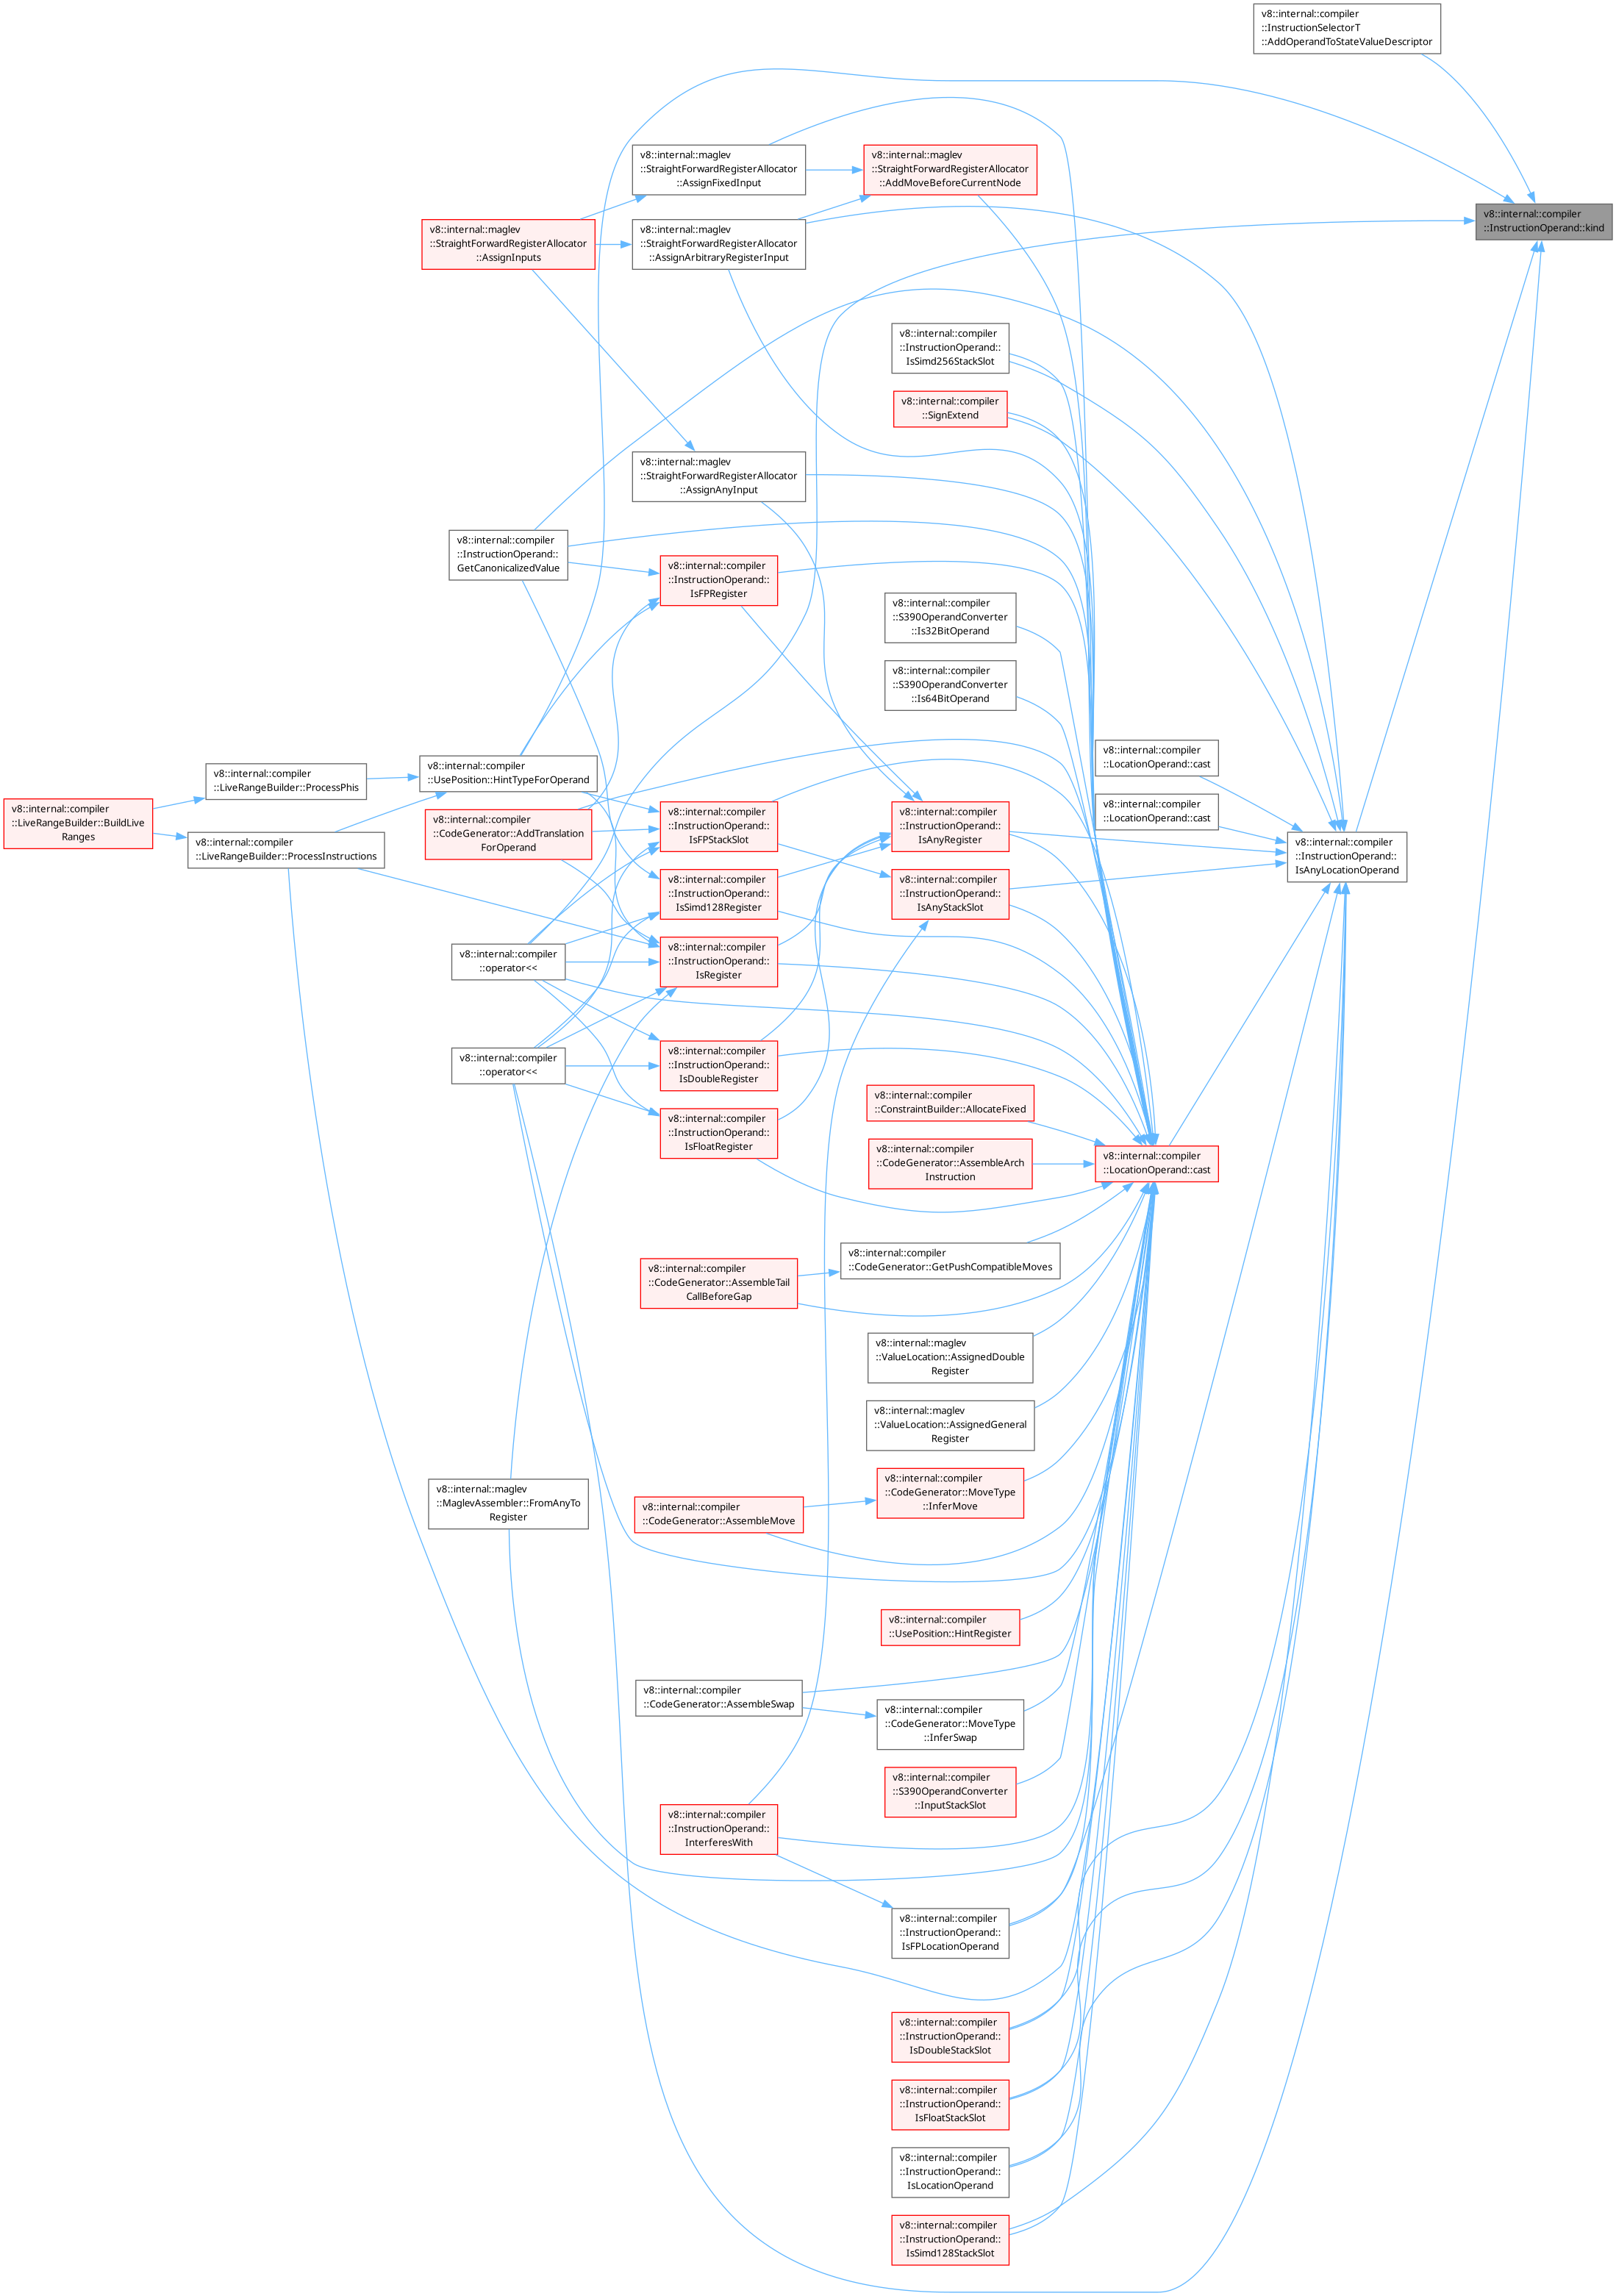 v8::internal::compiler
::InstructionSelectorT
::AddOperandToStateValueDescriptor
v8::internal::maglev
::StraightForwardRegisterAllocator
::AssignFixedInput
v8::internal::maglev
::StraightForwardRegisterAllocator
::AddMoveBeforeCurrentNode
v8::internal::compiler
::InstructionOperand::kind
v8::internal::maglev
::StraightForwardRegisterAllocator
::AssignInputs
v8::internal::maglev
::StraightForwardRegisterAllocator
::AssignArbitraryRegisterInput
v8::internal::compiler
::InstructionOperand::
IsSimd256StackSlot
v8::internal::compiler
::SignExtend
v8::internal::maglev
::StraightForwardRegisterAllocator
::AssignAnyInput
v8::internal::compiler
::InstructionOperand::
GetCanonicalizedValue
v8::internal::compiler
::InstructionOperand::
IsFPRegister
v8::internal::compiler
::S390OperandConverter
::Is32BitOperand
v8::internal::compiler
::S390OperandConverter
::Is64BitOperand
v8::internal::compiler
::LocationOperand::cast
v8::internal::compiler
::UsePosition::HintTypeForOperand
v8::internal::compiler
::LiveRangeBuilder::ProcessPhis
v8::internal::compiler
::LocationOperand::cast
v8::internal::compiler
::LiveRangeBuilder::BuildLive
Ranges
v8::internal::compiler
::CodeGenerator::AddTranslation
ForOperand
v8::internal::compiler
::InstructionOperand::
IsFPStackSlot
v8::internal::compiler
::InstructionOperand::
IsAnyRegister
v8::internal::compiler
::LiveRangeBuilder::ProcessInstructions
v8::internal::compiler
::InstructionOperand::
IsAnyLocationOperand
v8::internal::compiler
::InstructionOperand::
IsSimd128Register
v8::internal::compiler
::InstructionOperand::
IsAnyStackSlot
v8::internal::compiler
::operator<<
v8::internal::compiler
::InstructionOperand::
IsRegister
v8::internal::compiler
::operator<<
v8::internal::compiler
::InstructionOperand::
IsDoubleRegister
v8::internal::compiler
::InstructionOperand::
IsFloatRegister
v8::internal::compiler
::ConstraintBuilder::AllocateFixed
v8::internal::compiler
::CodeGenerator::AssembleArch
Instruction
v8::internal::compiler
::LocationOperand::cast
v8::internal::compiler
::CodeGenerator::GetPushCompatibleMoves
v8::internal::compiler
::CodeGenerator::AssembleTail
CallBeforeGap
v8::internal::maglev
::ValueLocation::AssignedDouble
Register
v8::internal::maglev
::ValueLocation::AssignedGeneral
Register
v8::internal::maglev
::MaglevAssembler::FromAnyTo
Register
v8::internal::compiler
::CodeGenerator::AssembleMove
v8::internal::compiler
::CodeGenerator::MoveType
::InferMove
v8::internal::compiler
::UsePosition::HintRegister
v8::internal::compiler
::CodeGenerator::AssembleSwap
v8::internal::compiler
::CodeGenerator::MoveType
::InferSwap
v8::internal::compiler
::S390OperandConverter
::InputStackSlot
v8::internal::compiler
::InstructionOperand::
InterferesWith
v8::internal::compiler
::InstructionOperand::
IsFPLocationOperand
v8::internal::compiler
::InstructionOperand::
IsDoubleStackSlot
v8::internal::compiler
::InstructionOperand::
IsFloatStackSlot
v8::internal::compiler
::InstructionOperand::
IsLocationOperand
v8::internal::compiler
::InstructionOperand::
IsSimd128StackSlot